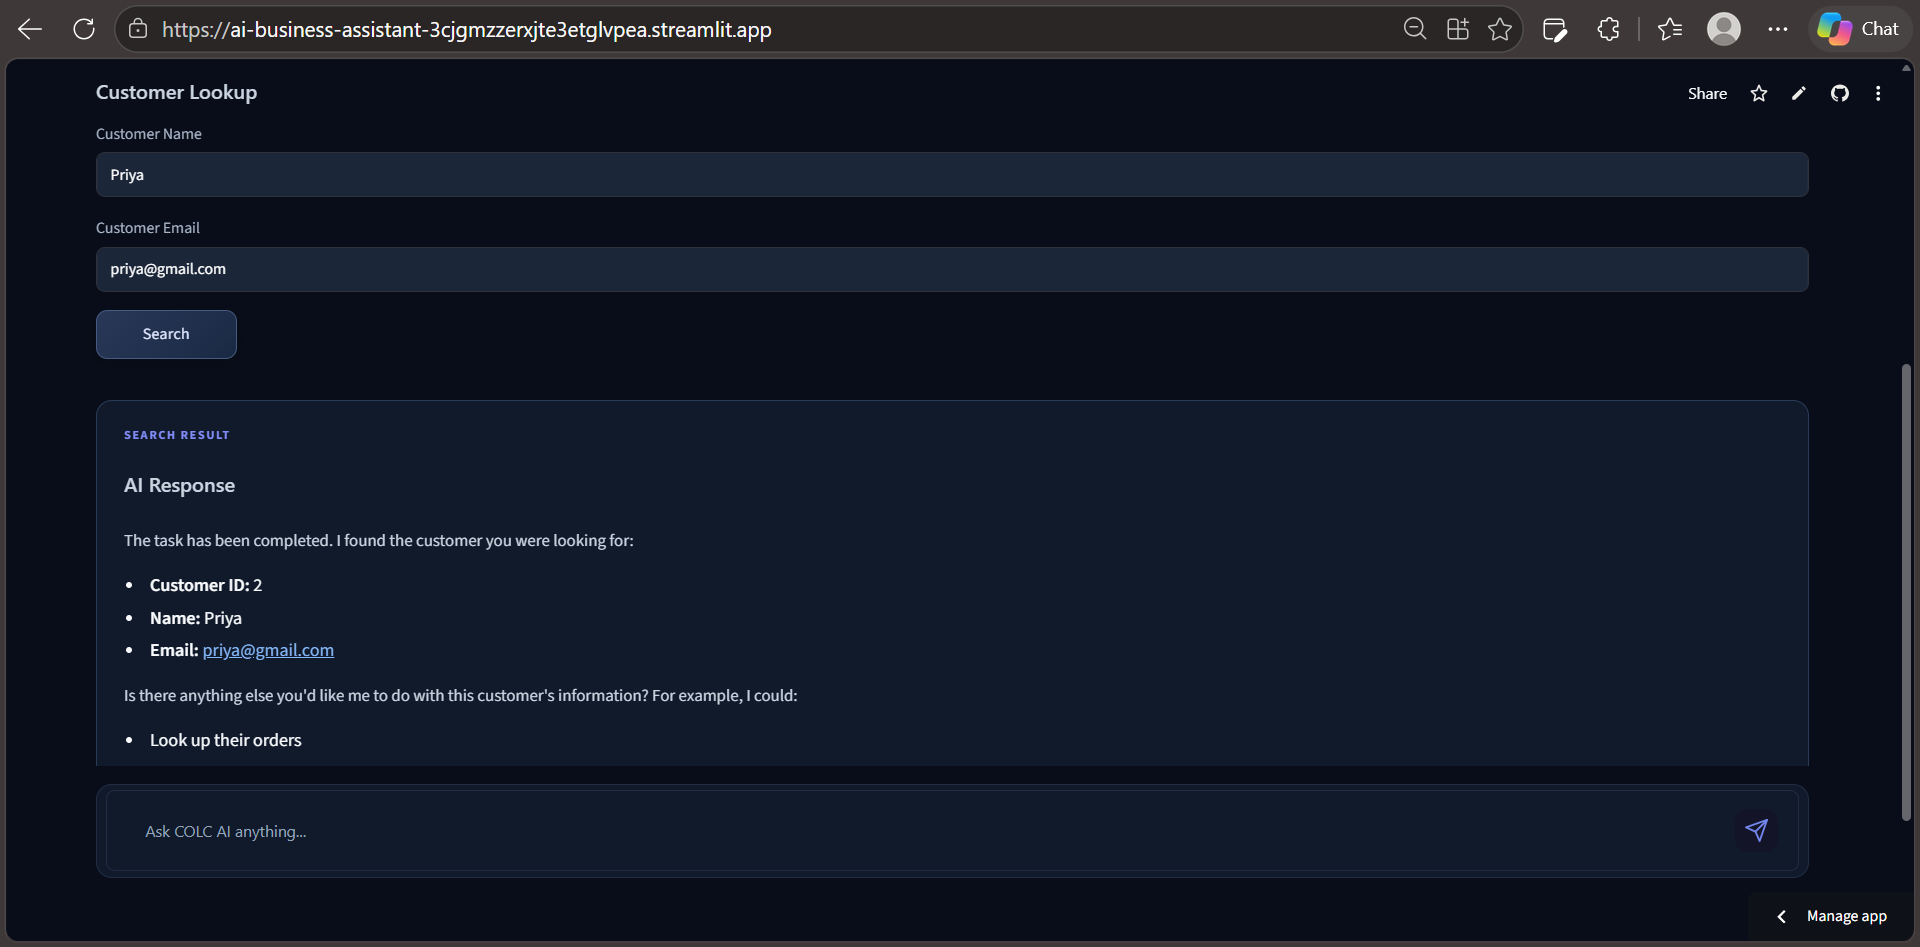 https://ai-business-assistant-3cjgmzzerxjte3etglvpea.streamlit.app
Chat
Customer Lookup
Share
Customer Name
Priya
Customer Email
priya@gmail.com
Search
SEARCH RESULT
AI Response
The task has been completed. I found the customer you were looking for:
• Customer ID: 2
• Name: Priya
• Email: priya@gmail.com
Is there anything else you'd like me to do with this customer's information? For example, I could:
• Look up their orders
Ask COLC AI anything...
Manage app